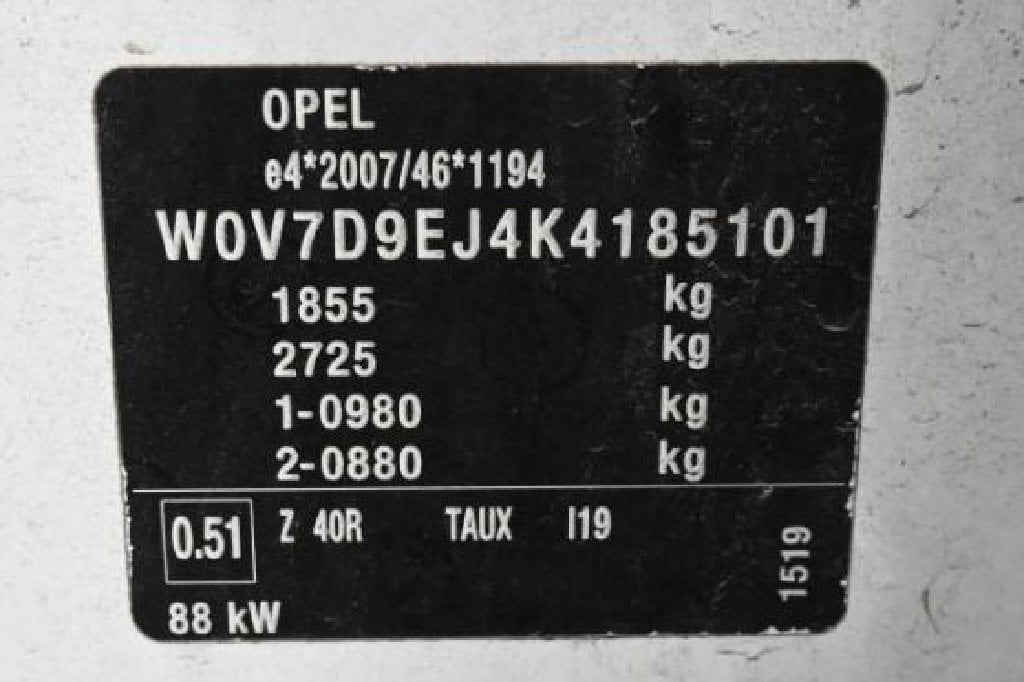 OPEL
e4*2007/46*1194
W0V7D9EJ4K4185101
1855 kg
2725 kg
1-0980 kg
2-0880 kg
0.51 Z 40R TAUX I19
88 kW
1519